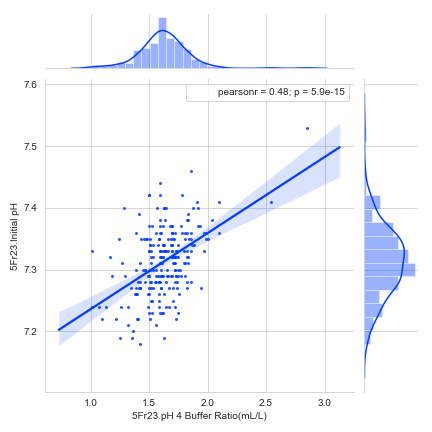 pearsonr = 0.48; p = 5.9e-15
7.6
7.5
7.4
7.3
7.2
5Fr23.Initial pH
1.0 1.5 2.0 2.5 3.0
5Fr23.pH 4 Buffer Ratio(mL/L)